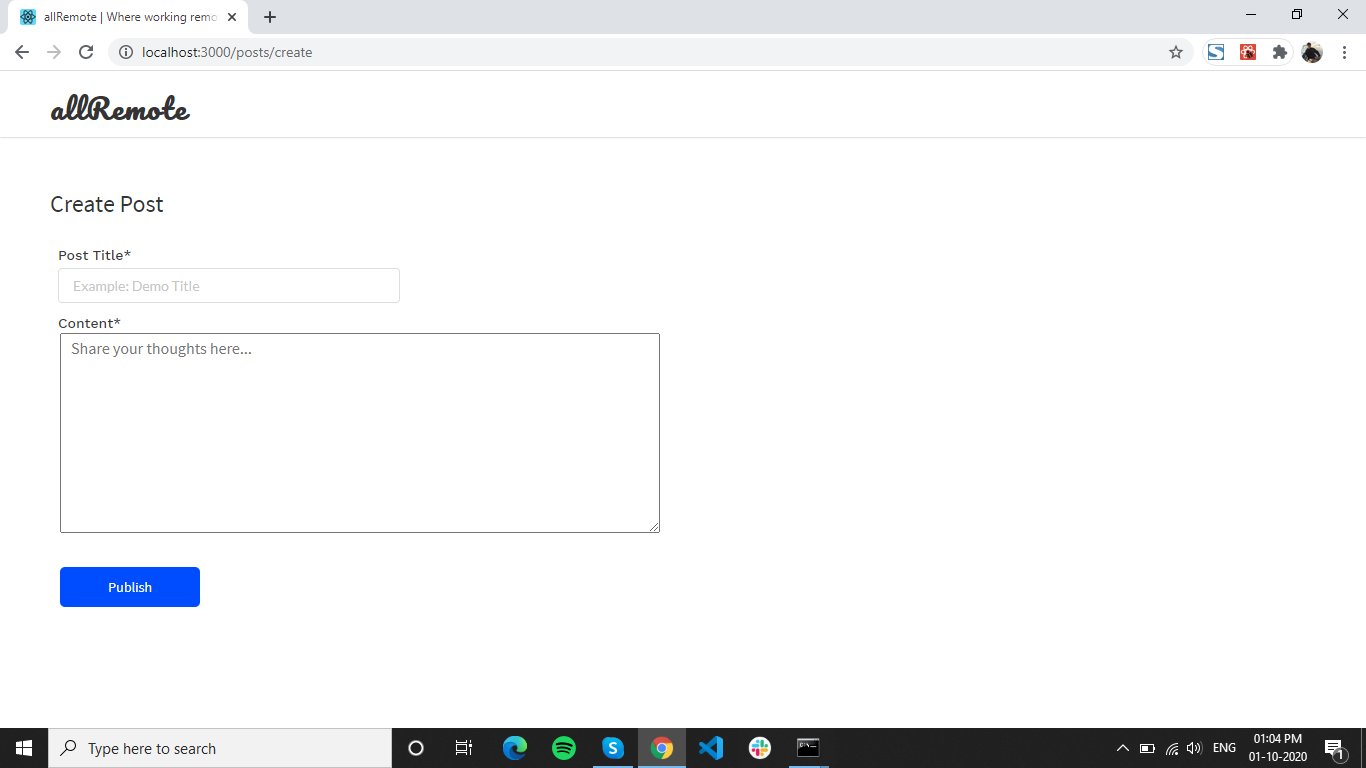 allRemote | Where working remo
localhost:3000/posts/create
allRemote
Create Post
Post Title*
Example: Demo Title
Content*
Share your thoughts here...
Publish
Type here to search
ENG
01:04 PM
01-10-2020
1